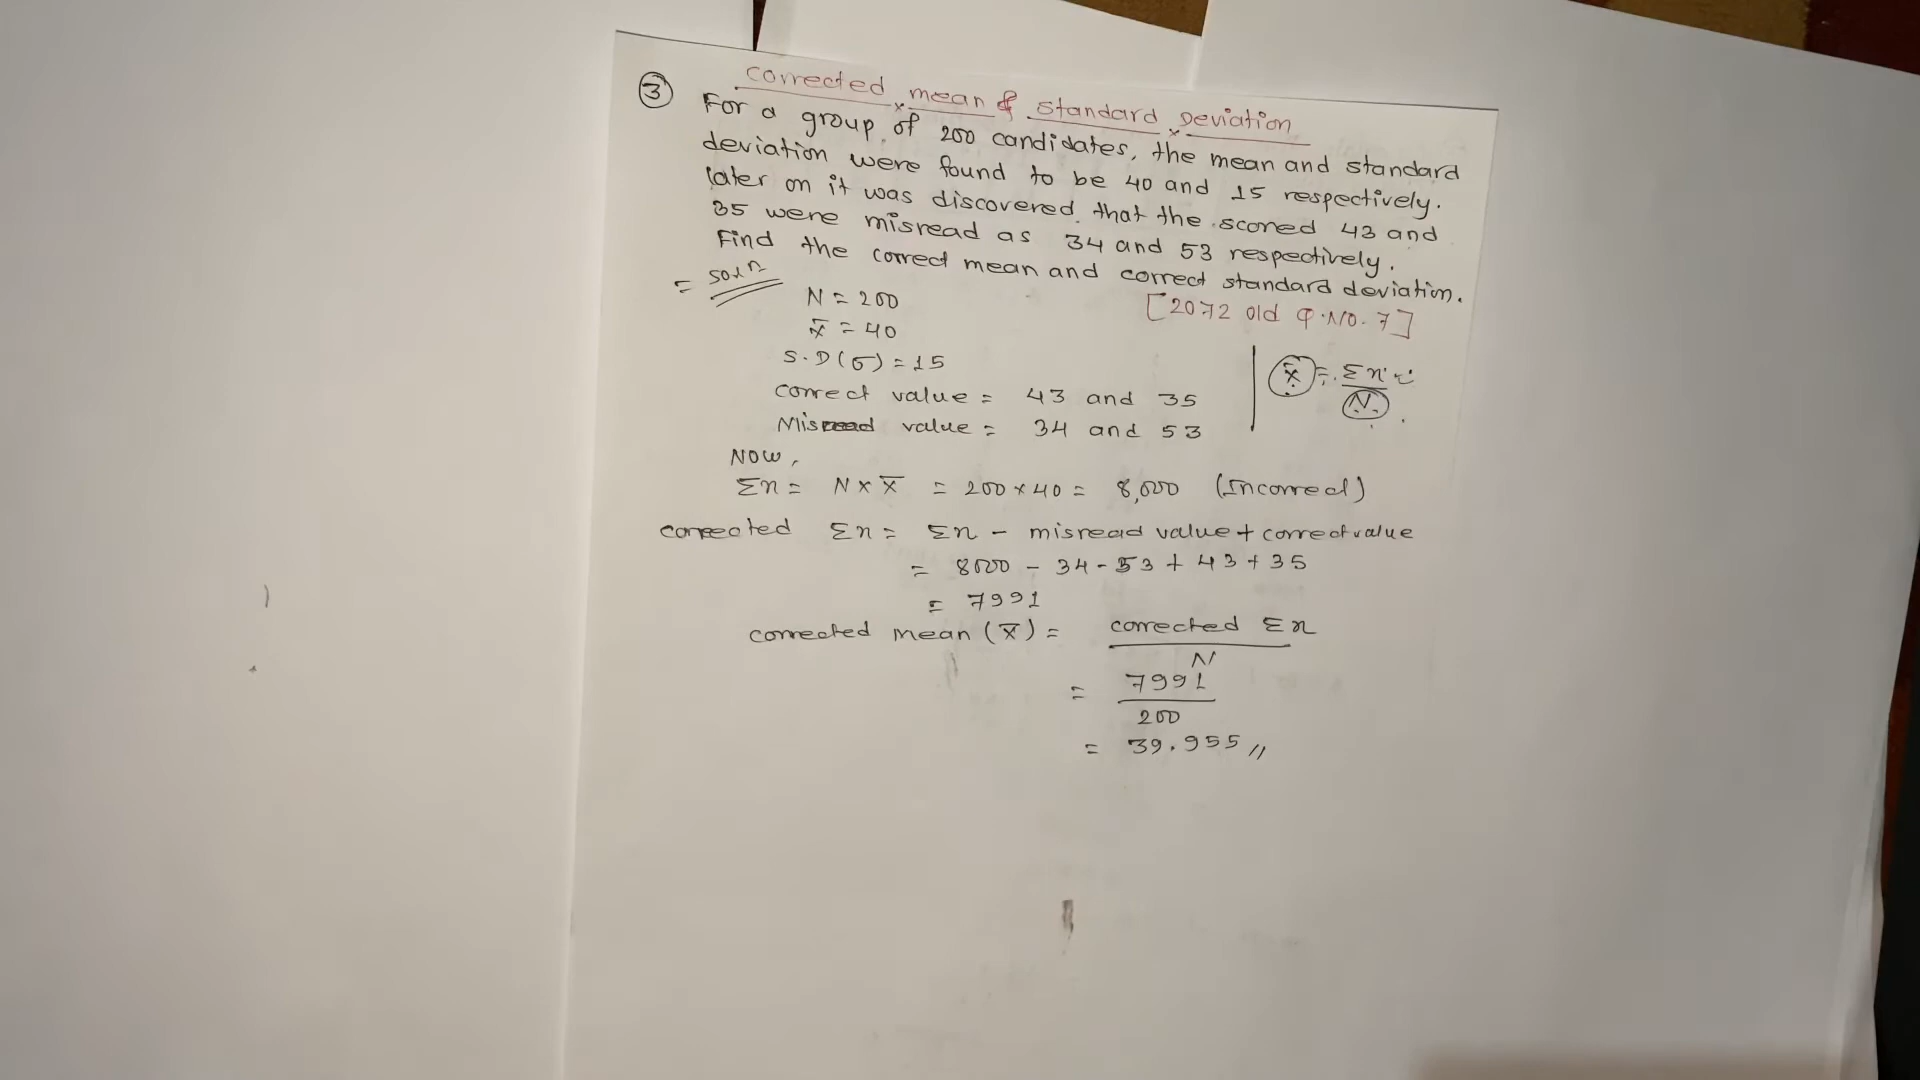 corrected mean & standard Deviation
③ For a group of 200 candidates, the mean and standard
deviation were found to be 40 and 15 respectively.
later on it was discovered that the scored 43 and
35 were misread as 34 and 53 respectively.
Find the correct mean and correct standard deviation.
= solⁿ
[2072 old Q.NO. 7]
N = 200
x̄ = 40
S.D(σ) = 15
correct value = 43 and 35
Misread value = 34 and 53
x̄ = Σx
N
NOW,
Σx = N × x̄ = 200 × 40 = 8,000 (Incorrect)
corrected Σx = Σx - misread value + correct value
= 8000 - 34 - 53 + 43 + 35
= 7991
corrected mean (x̄) = corrected Σx
N
= 7991
200
= 39.955 //